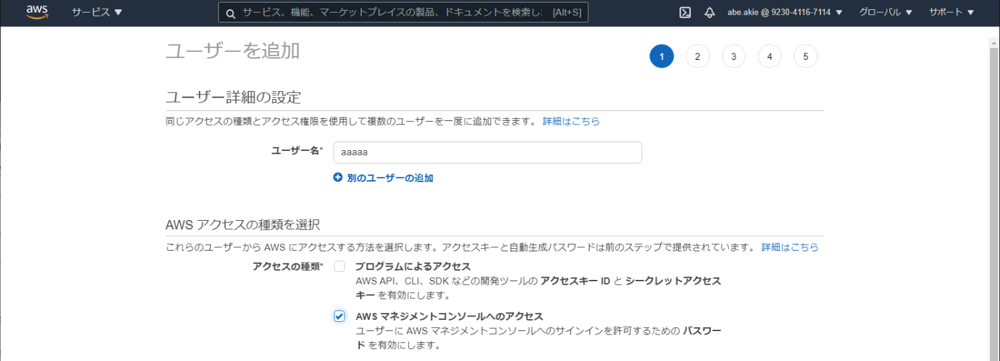 aws サービス ▼ サービス、機能、マーケットプレイスの製品、ドキュメントを検索し [Alt+S] abe.akie @ 9230-4116-7114 ▼ グローバル ▼ サポート ▼
ユーザーを追加 1 2 3 4 5
ユーザー詳細の設定
同じアクセスの種類とアクセス権限を使用して複数のユーザーを一度に追加できます。 詳細はこちら
ユーザー名* aaaaa
別のユーザーの追加
AWS アクセスの種類を選択
これらのユーザーから AWS にアクセスする方法を選択します。アクセスキーと自動生成パスワードは前のステップで提供されています。 詳細はこちら
アクセスの種類* プログラムによるアクセス
AWS API、CLI、SDK などの開発ツールの アクセスキー ID と シークレットアクセス
キー を有効にします。
AWS マネジメントコンソールへのアクセス
ユーザーに AWS マネジメントコンソールへのサインインを許可するための パスワー
ド を有効にします。